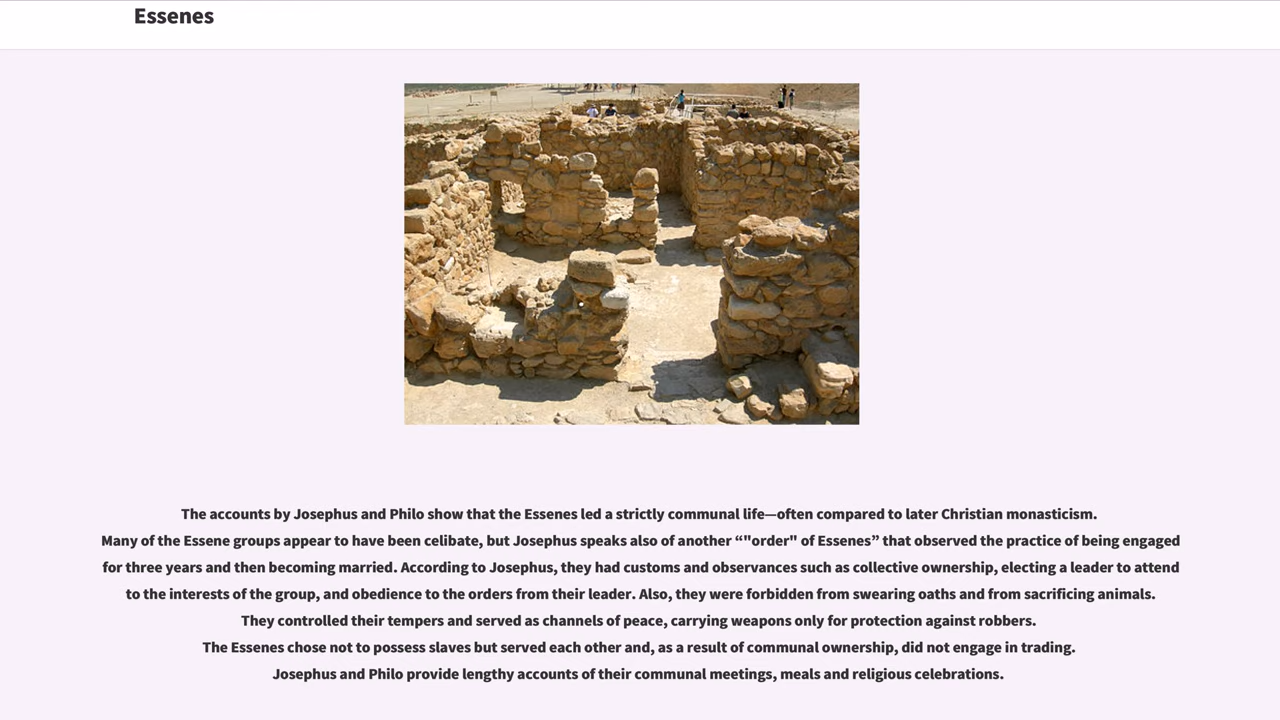 Essenes
The accounts by Josephus and Philo show that the Essenes led a strictly communal life—often compared to later Christian monasticism.
Many of the Essene groups appear to have been celibate, but Josephus speaks also of another “"order" of Essenes” that observed the practice of being engaged
for three years and then becoming married. According to Josephus, they had customs and observances such as collective ownership, electing a leader to attend
to the interests of the group, and obedience to the orders from their leader. Also, they were forbidden from swearing oaths and from sacrificing animals.
They controlled their tempers and served as channels of peace, carrying weapons only for protection against robbers.
The Essenes chose not to possess slaves but served each other and, as a result of communal ownership, did not engage in trading.
Josephus and Philo provide lengthy accounts of their communal meetings, meals and religious celebrations.